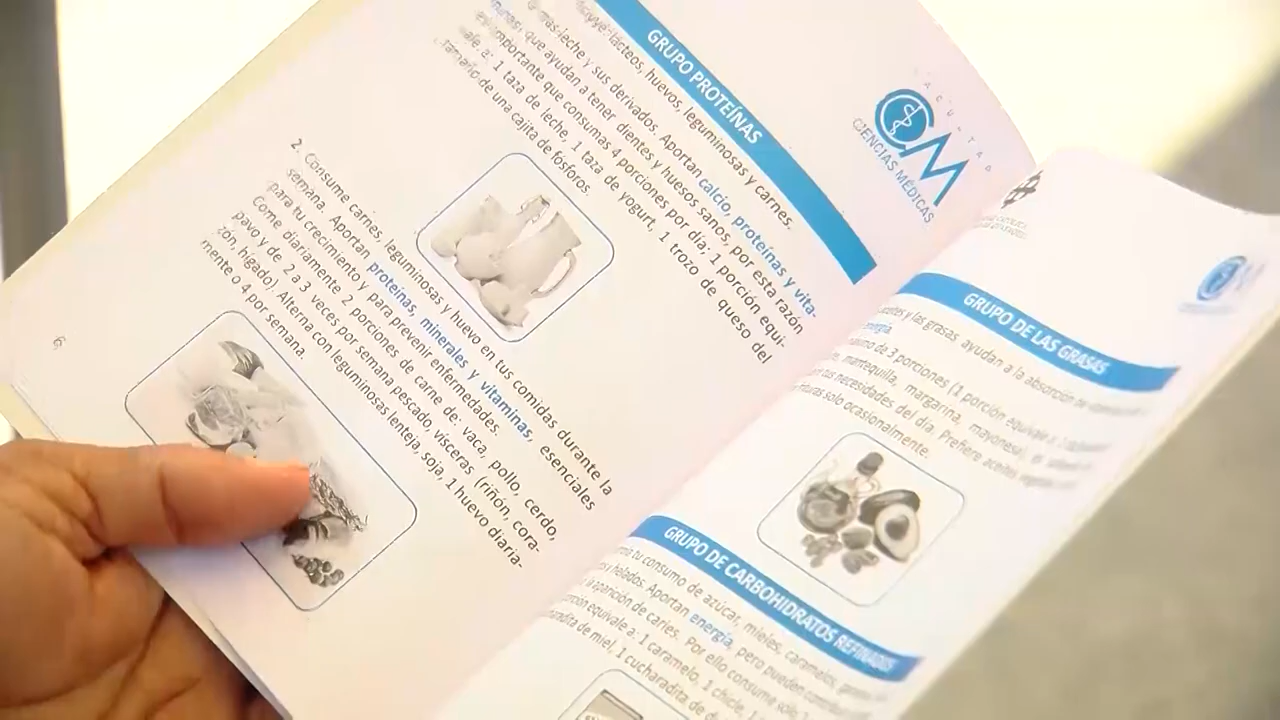 FACULTAD
CM
CIENCIAS MÉDICAS
GRUPO PROTEÍNAS
lácteos, huevos, leguminosas y carnes.
más leche y sus derivados. Aportan calcio, proteínas y vita-
que ayudan a tener dientes y huesos sanos, por esta razón
importante que consumas 4 porciones por día; 1 porción equi-
vale a: 1 taza de leche, 1 taza de yogurt, 1 trozo de queso del
tamaño de una cajita de fósforos.
2. Consume carnes, leguminosas y huevo en tus comidas durante la
semana. Aportan proteínas, minerales y vitaminas, esenciales
para tu crecimiento y para prevenir enfermedades.
Come diariamente 2 porciones de carne de: vaca, pollo, cerdo,
pavo y de 2 a 3 veces por semana pescado, vísceras (riñón, cora-
zón, hígado). Alterna con leguminosas lenteja, soja, 1 huevo diaria-
mente o 4 por semana.
6
GRUPO DE LAS GRASAS
y las grasas, ayudan a la absorción de
energía
de 3 porciones (1 porción equivale a: 1
mantequilla, margarina, mayonesa), el
tus necesidades del día. Prefiere aceites
solo ocasionalmente.
GRUPO DE CARBOHIDRATOS REFINADOS
tu consumo de azúcar, mieles, caramelos,
y helados. Aportan energía, pero pueden
la aparición de caries. Por ello consume solo
equivale a: 1 caramelo, 1 chicle,
de miel, 1 cucharadita de